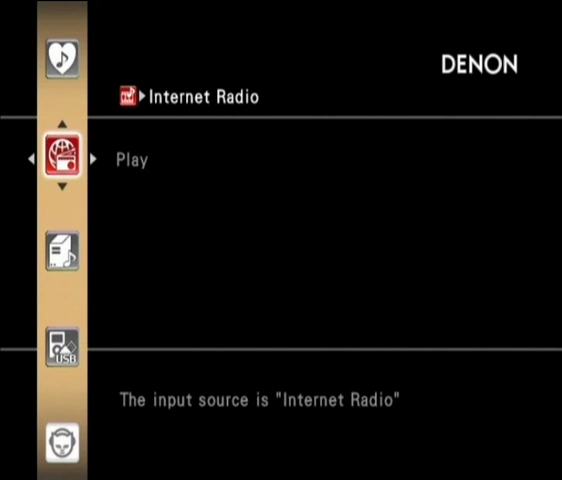 DENON
Internet Radio
Play
USB
The input source is "Internet Radio"